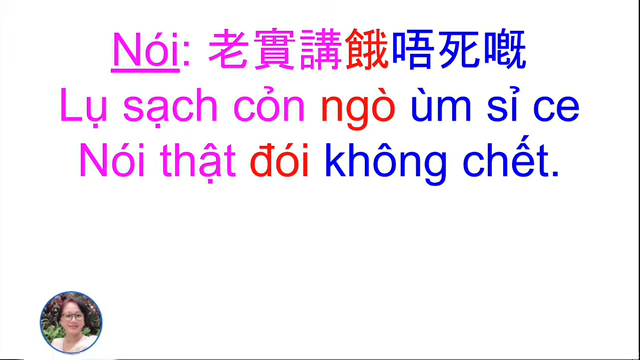 Nói: 老實講餓唔死嘅
Lụ sạch cỏn ngò ùm sỉ ce
Nói thật đói không chết.